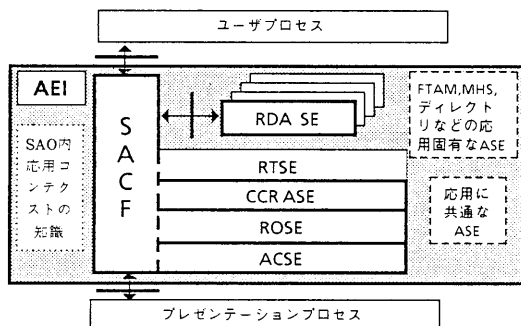 ユーザプロセス
AEI
SAO内
応用コ
ンテク
ストの
知識
SACF
RDA SE
RTSE
CCR ASE
ROSE
ACSE
FTAM,MHS,
ディレクト
リなどの応
用固有なASE
応用に
共通な
ASE
プレゼンテーションプロセス